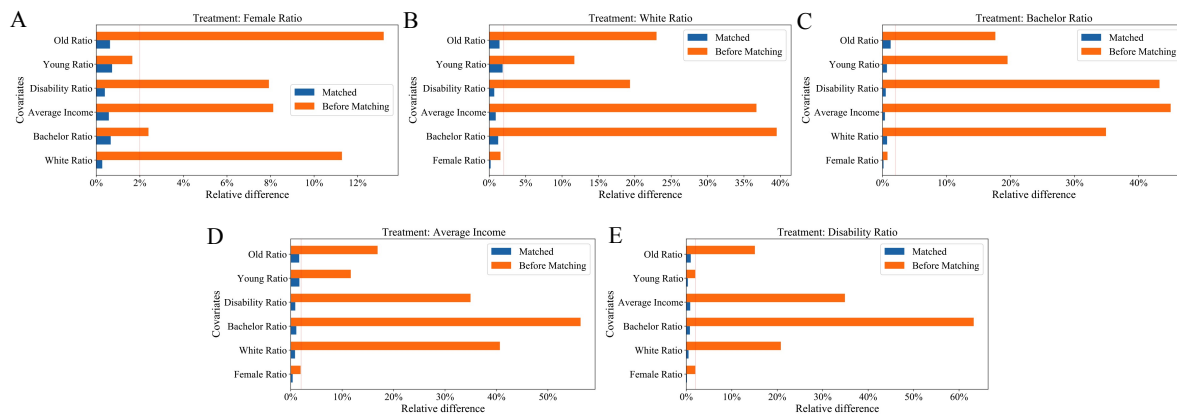 A
Treatment: Female Ratio
Covariates
Old Ratio
Young Ratio
Disability Ratio
Average Income
Bachelor Ratio
White Ratio
Matched
Before Matching
0% 2% 4% 6% 8% 10% 12%
Relative difference
B
Treatment: White Ratio
Covariates
Old Ratio
Young Ratio
Disability Ratio
Average Income
Bachelor Ratio
Female Ratio
Matched
Before Matching
0% 5% 10% 15% 20% 25% 30% 35% 40%
Relative difference
C
Treatment: Bachelor Ratio
Covariates
Old Ratio
Young Ratio
Disability Ratio
Average Income
White Ratio
Female Ratio
Matched
Before Matching
0% 10% 20% 30% 40%
Relative difference
D
Treatment: Average Income
Covariates
Old Ratio
Young Ratio
Disability Ratio
Bachelor Ratio
White Ratio
Female Ratio
Matched
Before Matching
0% 10% 20% 30% 40% 50%
Relative difference
E
Treatment: Disability Ratio
Covariates
Old Ratio
Young Ratio
Average Income
Bachelor Ratio
White Ratio
Female Ratio
Matched
Before Matching
0% 10% 20% 30% 40% 50% 60%
Relative difference